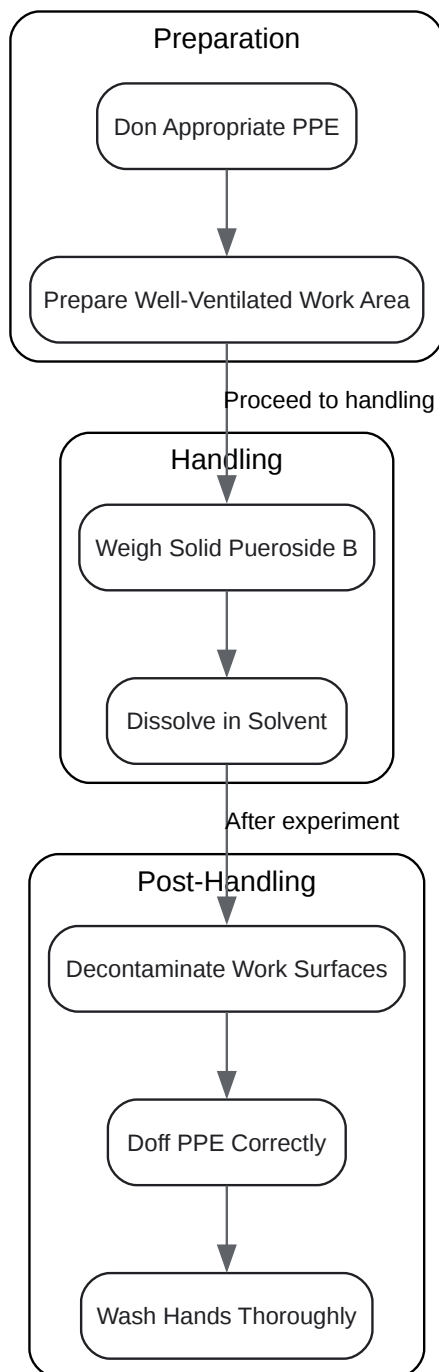 Preparation
Don Appropriate PPE
Prepare Well-Ventilated Work Area
Proceed to handling
Handling
Weigh Solid Pueroside B
Dissolve in Solvent
After experiment
Post-Handling
Decontaminate Work Surfaces
Doff PPE Correctly
Wash Hands Thoroughly